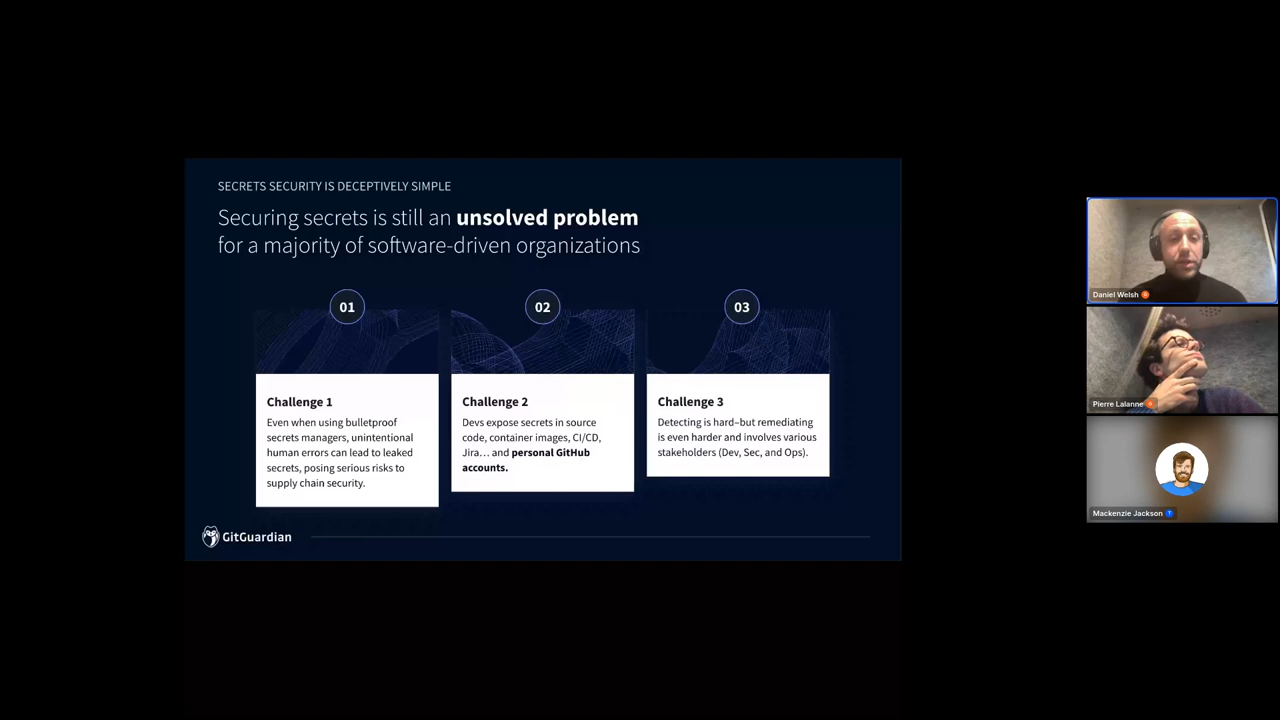 SECRETS SECURITY IS DECEPTIVELY SIMPLE
Securing secrets is still an unsolved problem
for a majority of software-driven organizations
01
Challenge 1
Even when using bulletproof
secrets managers, unintentional
human errors can lead to leaked
secrets, posing serious risks to
supply chain security.
02
Challenge 2
Devs expose secrets in source
code, container images, CI/CD,
Jira... and personal GitHub
accounts.
03
Challenge 3
Detecting is hard–but remediating
is even harder and involves various
stakeholders (Dev, Sec, and Ops).
GitGuardian
Daniel Welsh
Pierre Lalanne
Mackenzie Jackson